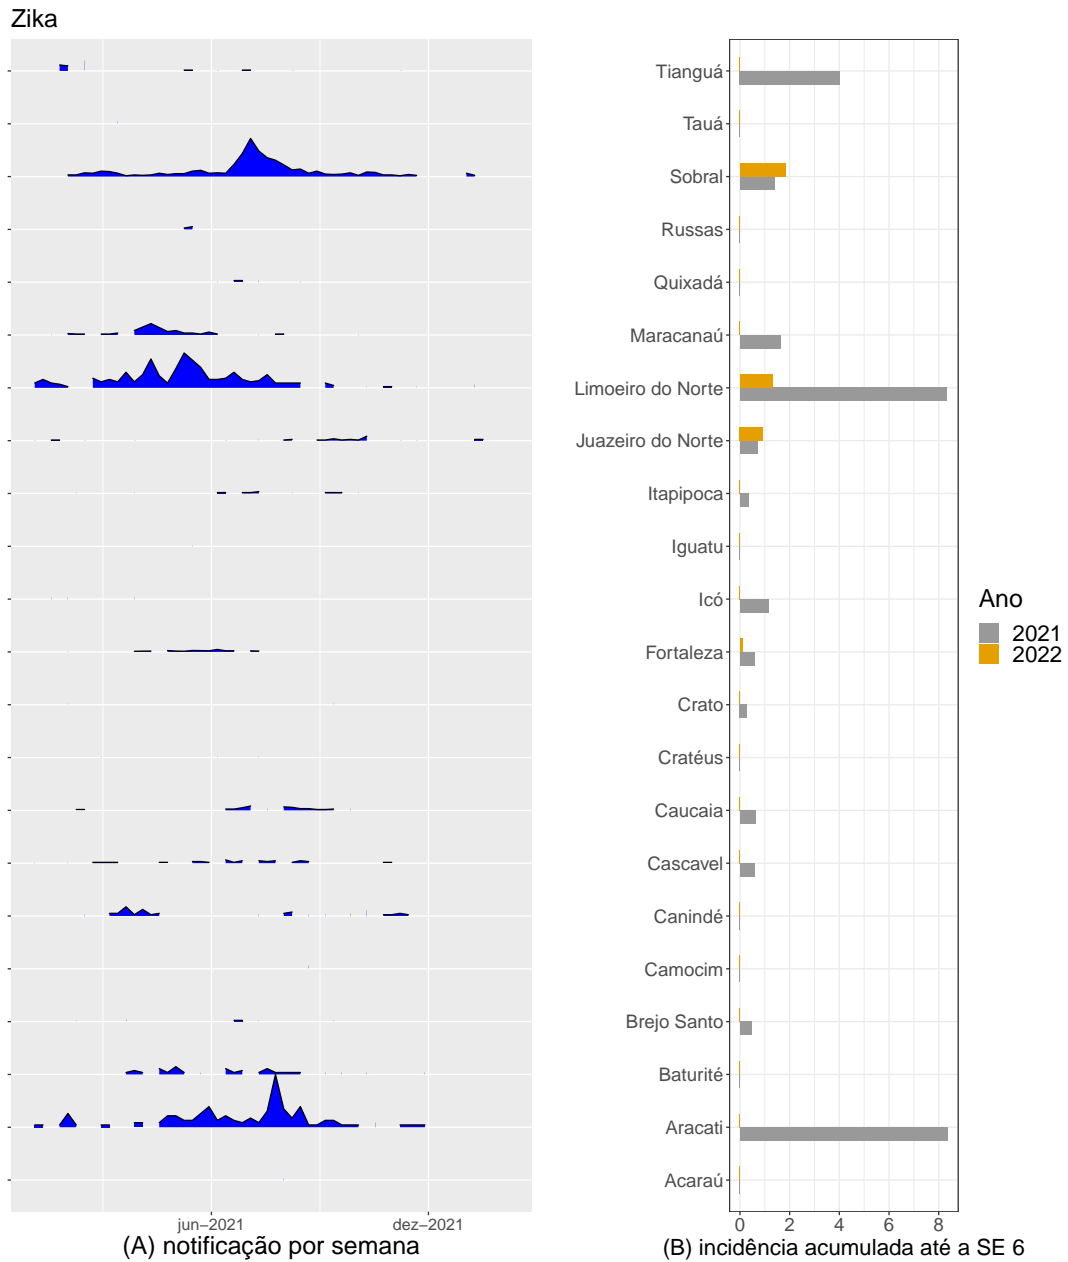 Zika
Tianguá
Tauá
Sobral
Russas
Quixadá
Maracanaú
Limoeiro do Norte
Juazeiro do Norte
Itapipoca
Iguatu
Icó
Fortaleza
Crato
Cratéus
Caucaia
Cascavel
Canindé
Camocim
Brejo Santo
Baturité
Aracati
Acaraú
Ano
2021
2022
jun−2021 dez−2021
0 2 4 6 8
(A) notificação por semana
(B) incidência acumulada até a SE 6